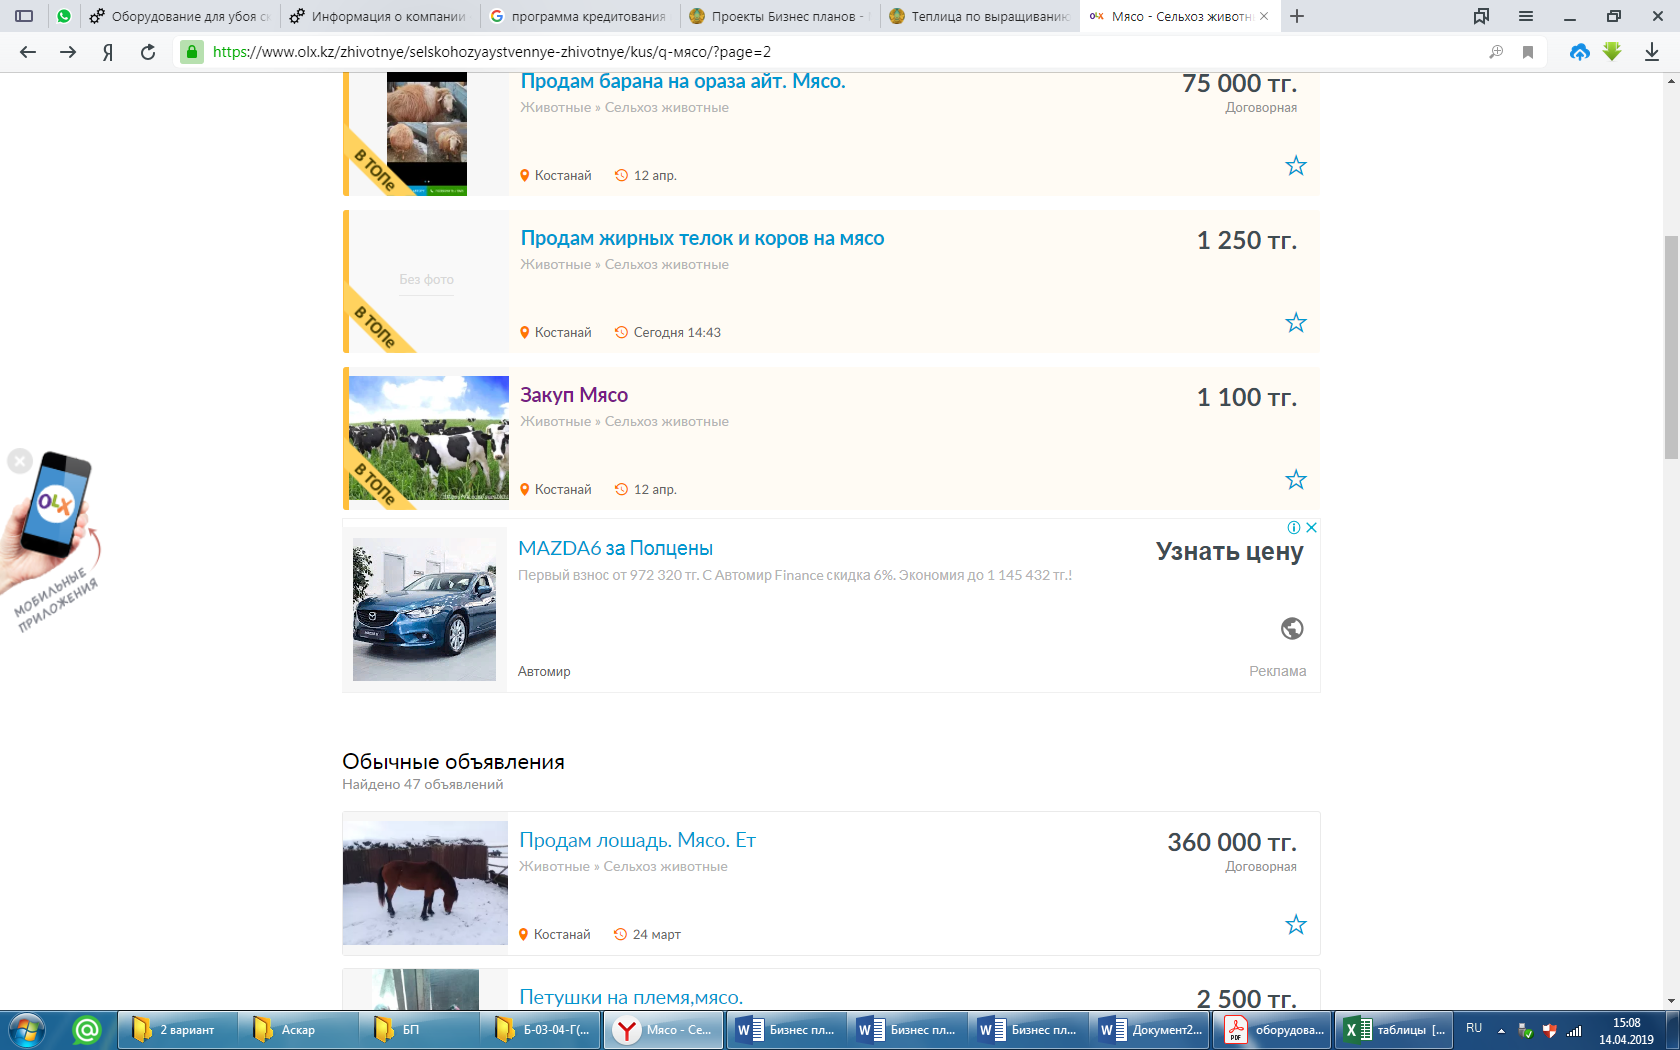 Оборудование для убоя ск
Информация о компании
программа кредитования
Проекты Бизнес планов -
Теплица по выращиванию
Мясо - Сельхоз животн
https://www.olx.kz/zhivotnye/selskohozyaystvennye-zhivotnye/kus/q-мясо/?page=2
Продам барана на ораза айт. Мясо.
75 000 тг.
Животные » Сельхоз животные
Договорная
В ТОПе
Костанай
12 апр.
Продам жирных телок и коров на мясо
1 250 тг.
Животные » Сельхоз животные
Без фото
В ТОПе
Костанай
Сегодня 14:43
Закуп Мясо
1 100 тг.
Животные » Сельхоз животные
В ТОПе
Костанай
12 апр.
OLX
МОБИЛЬНЫЕ
ПРИЛОЖЕНИЯ
MAZDA6 за Полцены
Узнать цену
Первый взнос от 972 320 тг. С Автомир Finance скидка 6%. Экономия до 1 145 432 тг.!
Автомир
Реклама
Обычные объявления
Найдено 47 объявлений
Продам лошадь. Мясо. Ет
360 000 тг.
Животные » Сельхоз животные
Договорная
Костанай
24 март
Петушки на племя,мясо.
2 500 тг.
2 вариант
Аскар
БП
Б-03-04-Г(...
Мясо - Се...
Бизнес пл...
Бизнес пл...
Бизнес пл...
Документ2...
оборудова...
таблицы [...
RU
15:08
14.04.2019